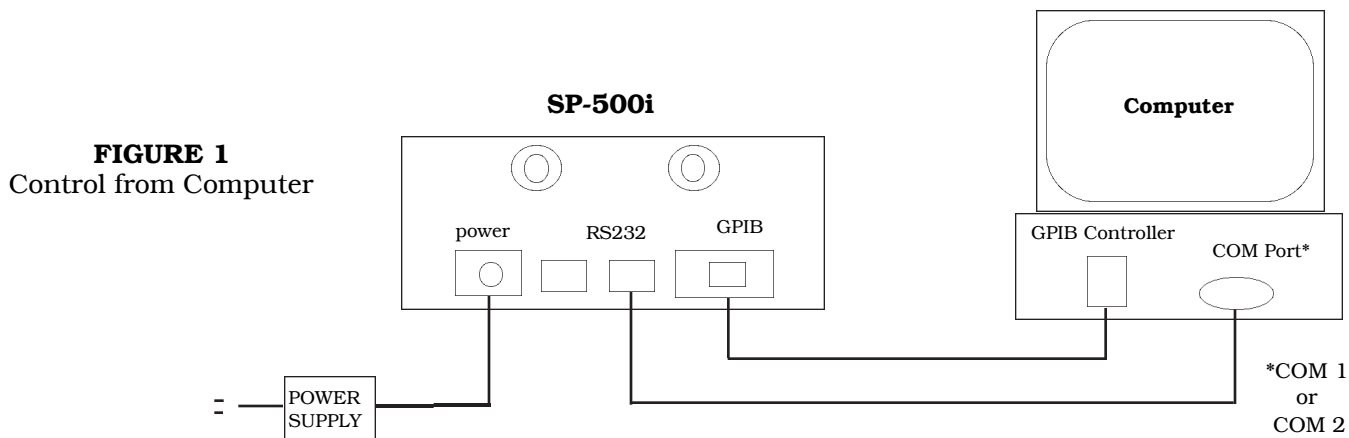 FIGURE 1
Control from Computer
SP-500i
power
RS232
GPIB
POWER
SUPPLY
Computer
GPIB Controller
COM Port*
*COM 1
or
COM 2